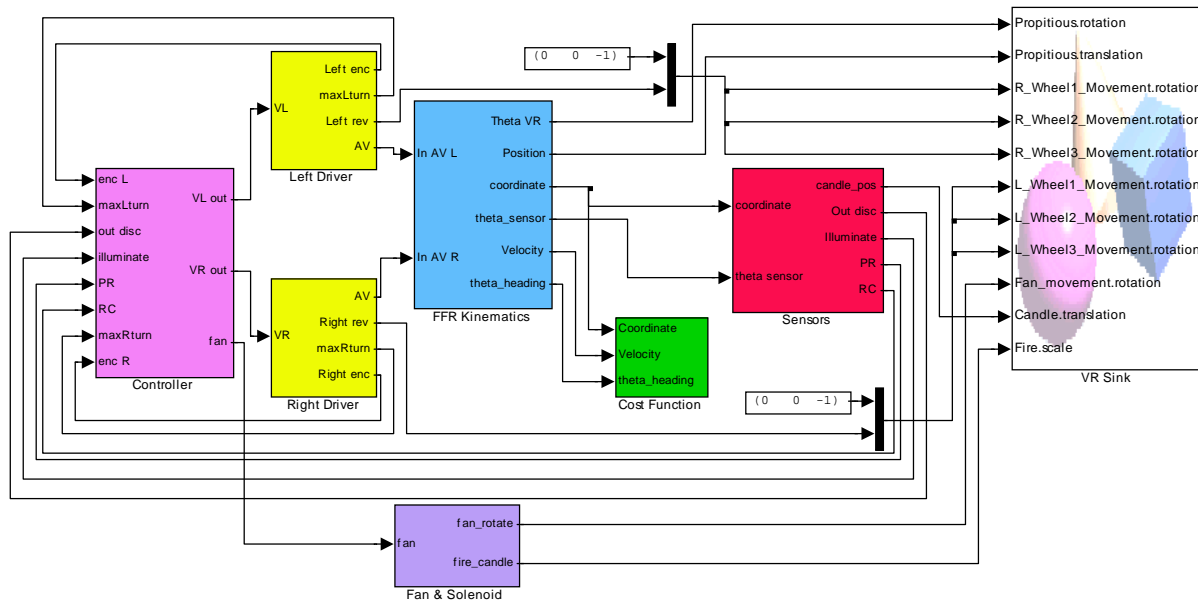 Propitious.rotation
Propitious.translation
R_Wheel1_Movement.rotation
R_Wheel2_Movement.rotation
R_Wheel3_Movement.rotation
L_Wheel1_Movement.rotation
L_Wheel2_Movement.rotation
L_Wheel3_Movement.rotation
Fan_movement.rotation
Candle.translation
Fire.scale
VR Sink
(0 0 -1)
Left enc
maxLturn
Left rev
AV
VL
Left Driver
Theta VR
Position
coordinate
theta_sensor
Velocity
theta_heading
In AV L
In AV R
FFR Kinematics
enc L
maxLturn
out disc
illuminate
PR
RC
maxRturn
enc R
VL out
VR out
fan
Controller
AV
Right rev
maxRturn
Right enc
VR
Right Driver
candle_pos
Out disc
Illuminate
PR
RC
coordinate
theta sensor
Sensors
Coordinate
Velocity
theta_heading
Cost Function
(0 0 -1)
fan
fan_rotate
fire_candle
Fan & Solenoid